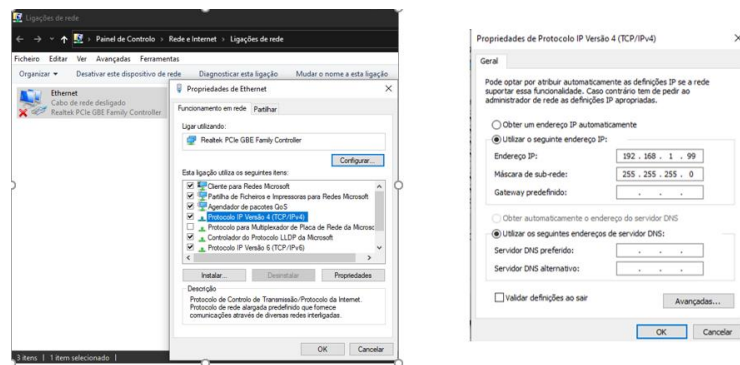 Ligações de rede
Painel de Controlo › Rede e Internet › Ligações de rede
Ficheiro Editar Ver Avançadas Ferramentas
Organizar Desativar este dispositivo de rede Diagnosticar esta ligação Mudar o nome a esta ligação
Ethernet
Cabo de rede desligado
Realtek PCIe GBE Family Controller
3 itens 1 item selecionado
Propriedades de Ethernet
Funcionamento em rede Partilhar
Ligar utilizando:
Realtek PCIe GBE Family Controller
Configurar...
Esta ligação utiliza os seguintes itens:
Cliente para Redes Microsoft
Partilha de Ficheiros e Impressoras para Redes Microsoft
Agendador de pacotes QoS
Protocolo IP Versão 4 (TCP/IPv4)
Protocolo para Multiplexador de Placa de Rede da Microsc
Controlador do Protocolo LLDP da Microsoft
Protocolo IP Versão 6 (TCP/IPv6)
Instalar... Desinstalar Propriedades
Descrição
Protocolo de Controlo de Transmissão/Protocolo da Internet.
Protocolo de rede alargada predefinido que fornece
comunicações através de diversas redes interligadas.
OK Cancelar
Propriedades de Protocolo IP Versão 4 (TCP/IPv4)
Geral
Pode optar por atribuir automaticamente as definições IP se a rede
suportar essa funcionalidade. Caso contrário tem de pedir ao
administrador de rede as definições IP apropriadas.
Obter um endereço IP automaticamente
Utilizar o seguinte endereço IP:
Endereço IP: 192 . 168 . 1 . 99
Máscara de sub-rede: 255 . 255 . 255 . 0
Gateway predefinido: . . .
Obter automaticamente o endereço do servidor DNS
Utilizar os seguintes endereços de servidor DNS:
Servidor DNS preferido: . . .
Servidor DNS alternativo: . . .
Validar definições ao sair
Avançadas...
OK Cancelar